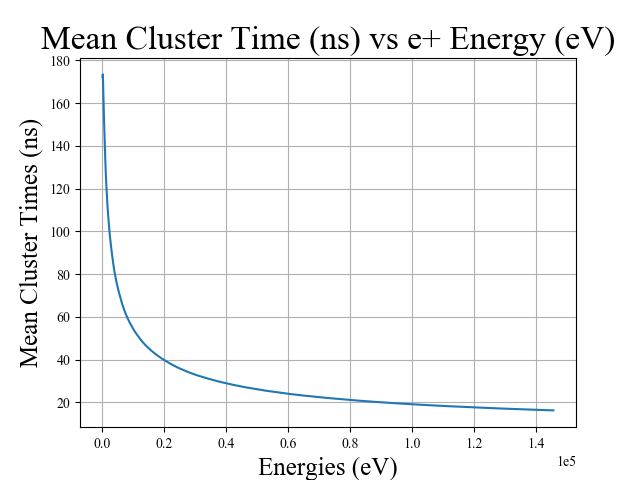 Mean Cluster Time (ns) vs e+ Energy (eV)
Mean Cluster Times (ns)
180
160
140
120
100
80
60
40
20
0.0 0.2 0.4 0.6 0.8 1.0 1.2 1.4
1e5
Energies (eV)